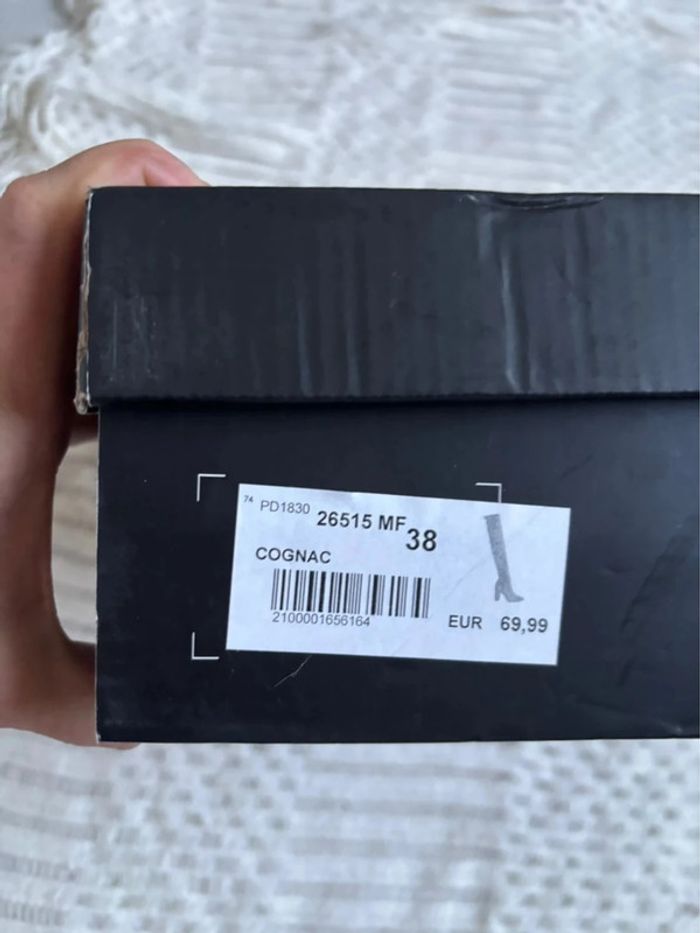 74 PD1830 26515 MF 38
COGNAC
2100001656164
EUR 69,99